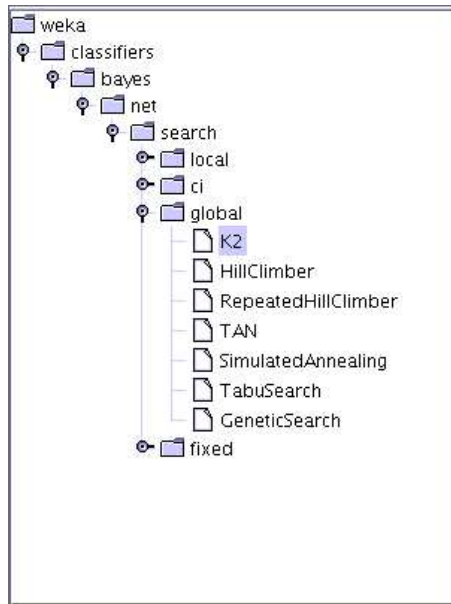 weka
classifiers
bayes
net
search
local
ci
global
K2
HillClimber
RepeatedHillClimber
TAN
SimulatedAnnealing
TabuSearch
GeneticSearch
fixed